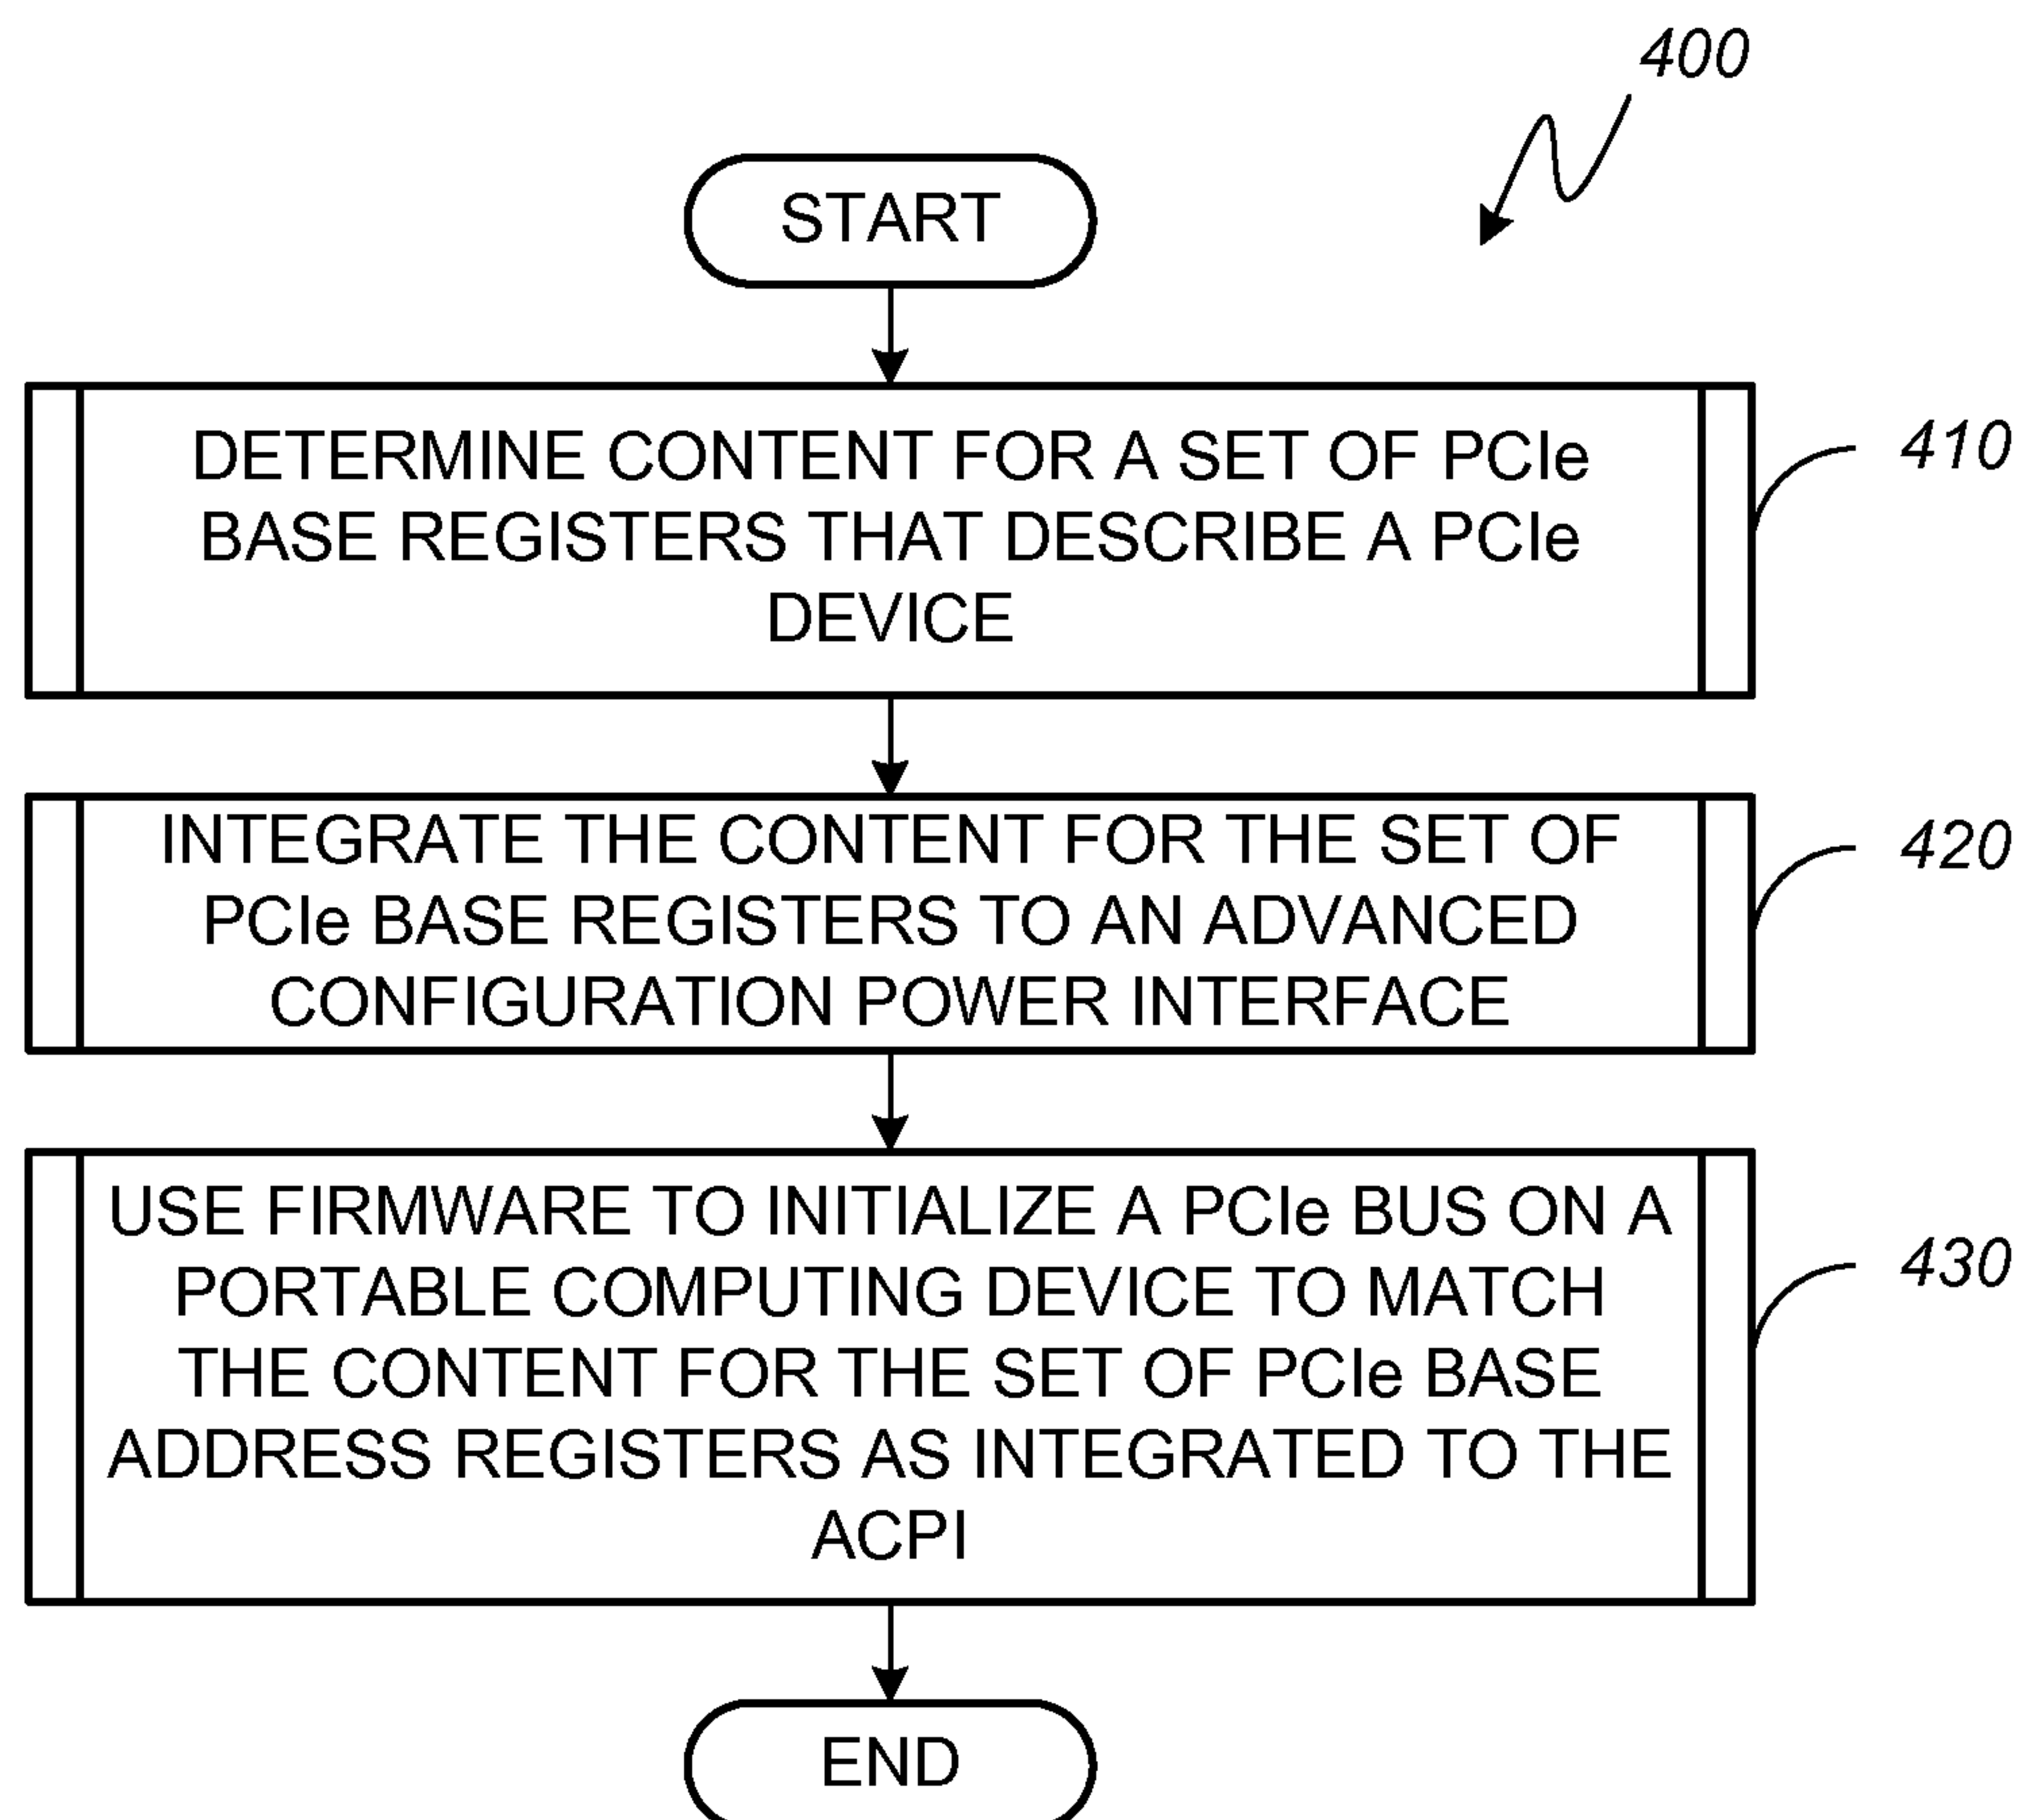 400
START
DETERMINE CONTENT FOR A SET OF PCIe
BASE REGISTERS THAT DESCRIBE A PCIe
DEVICE
410
INTEGRATE THE CONTENT FOR THE SET OF
PCIe BASE REGISTERS TO AN ADVANCED
CONFIGURATION POWER INTERFACE
420
USE FIRMWARE TO INITIALIZE A PCIe BUS ON A
PORTABLE COMPUTING DEVICE TO MATCH
THE CONTENT FOR THE SET OF PCIe BASE
ADDRESS REGISTERS AS INTEGRATED TO THE
ACPI
430
END